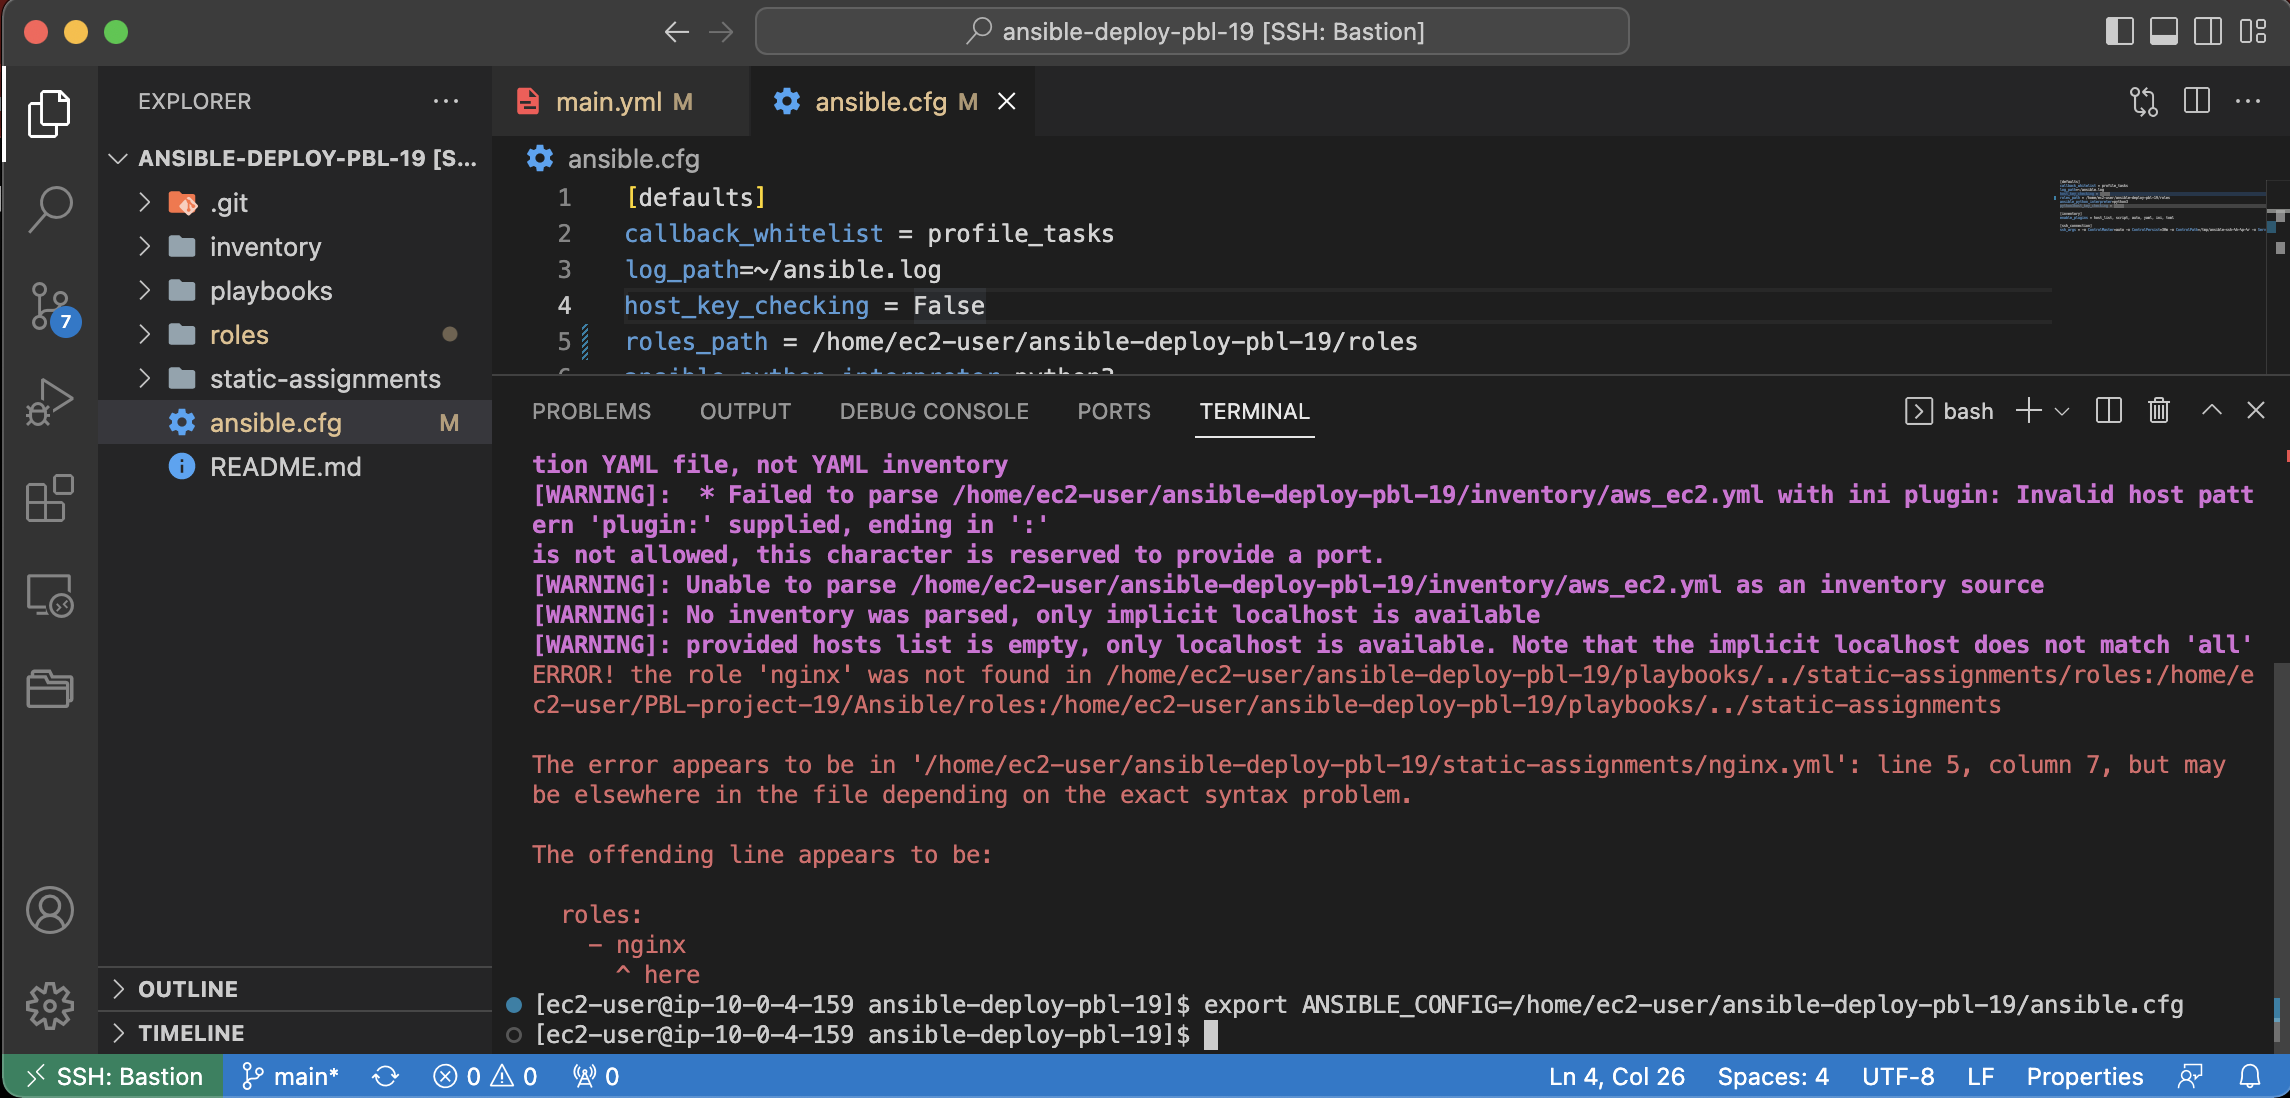 ansible-deploy-pbl-19 [SSH: Bastion]
EXPLORER
ANSIBLE-DEPLOY-PBL-19 [S...
.git
inventory
playbooks
roles
static-assignments
ansible.cfg M
README.md
OUTLINE
TIMELINE
7
main.yml M
ansible.cfg M
ansible.cfg
1 [defaults]
2 callback_whitelist = profile_tasks
3 log_path=~/ansible.log
4 host_key_checking = False
5 roles_path = /home/ec2-user/ansible-deploy-pbl-19/roles
PROBLEMS OUTPUT DEBUG CONSOLE PORTS TERMINAL
bash
tion YAML file, not YAML inventory
[WARNING]:  * Failed to parse /home/ec2-user/ansible-deploy-pbl-19/inventory/aws_ec2.yml with ini plugin: Invalid host patt
ern 'plugin:' supplied, ending in ':'
is not allowed, this character is reserved to provide a port.
[WARNING]: Unable to parse /home/ec2-user/ansible-deploy-pbl-19/inventory/aws_ec2.yml as an inventory source
[WARNING]: No inventory was parsed, only implicit localhost is available
[WARNING]: provided hosts list is empty, only localhost is available. Note that the implicit localhost does not match 'all'
ERROR! the role 'nginx' was not found in /home/ec2-user/ansible-deploy-pbl-19/playbooks/../static-assignments/roles:/home/e
c2-user/PBL-project-19/Ansible/roles:/home/ec2-user/ansible-deploy-pbl-19/playbooks/../static-assignments
The error appears to be in '/home/ec2-user/ansible-deploy-pbl-19/static-assignments/nginx.yml': line 5, column 7, but may
be elsewhere in the file depending on the exact syntax problem.
The offending line appears to be:
roles:
- nginx
^ here
[ec2-user@ip-10-0-4-159 ansible-deploy-pbl-19]$ export ANSIBLE_CONFIG=/home/ec2-user/ansible-deploy-pbl-19/ansible.cfg
[ec2-user@ip-10-0-4-159 ansible-deploy-pbl-19]$
SSH: Bastion main* 0 0 0 Ln 4, Col 26 Spaces: 4 UTF-8 LF Properties